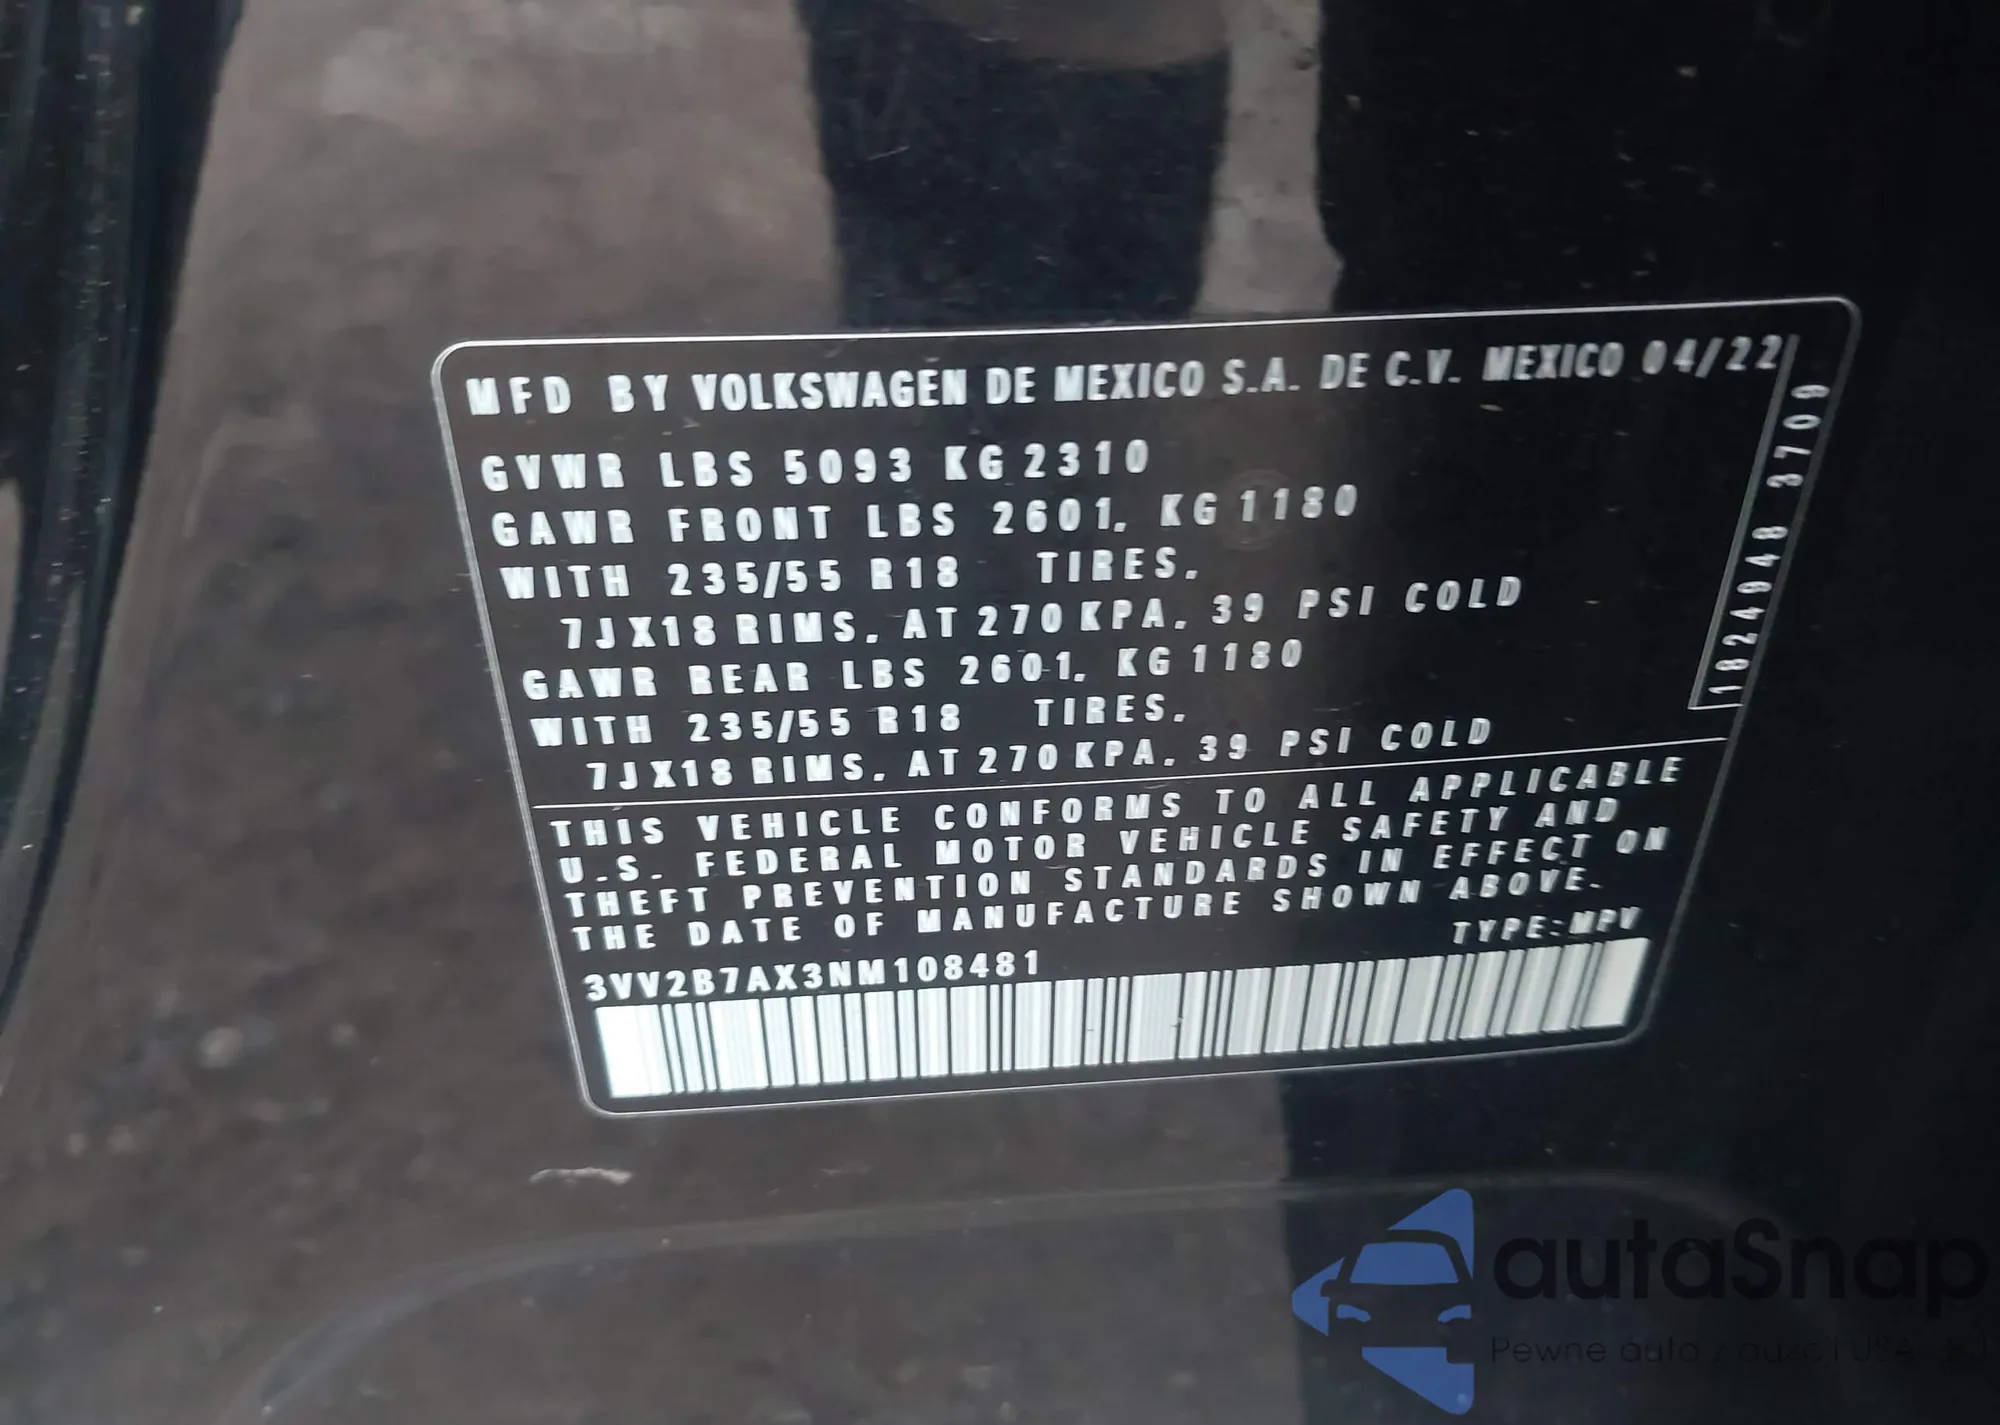 MFD BY VOLKSWAGEN DE MEXICO S.A. DE C.V. MEXICO 04/22
GVWR LBS 5093 KG 2310
GAWR FRONT LBS 2601, KG 1180
WITH 235/55 R18 TIRES.
7JX18 RIMS. AT 270 KPA. 39 PSI COLD
GAWR REAR LBS 2601, KG 1180
WITH 235/55 R18 TIRES.
7JX18 RIMS. AT 270 KPA. 39 PSI COLD
1824948 3709
THIS VEHICLE CONFORMS TO ALL APPLICABLE
U.S. FEDERAL MOTOR VEHICLE SAFETY AND
THEFT PREVENTION STANDARDS IN EFFECT ON
THE DATE OF MANUFACTURE SHOWN ABOVE.
TYPE:MPV
3VV2B7AX3NM108481
autaSnap
Pewne auta z aukcji USA